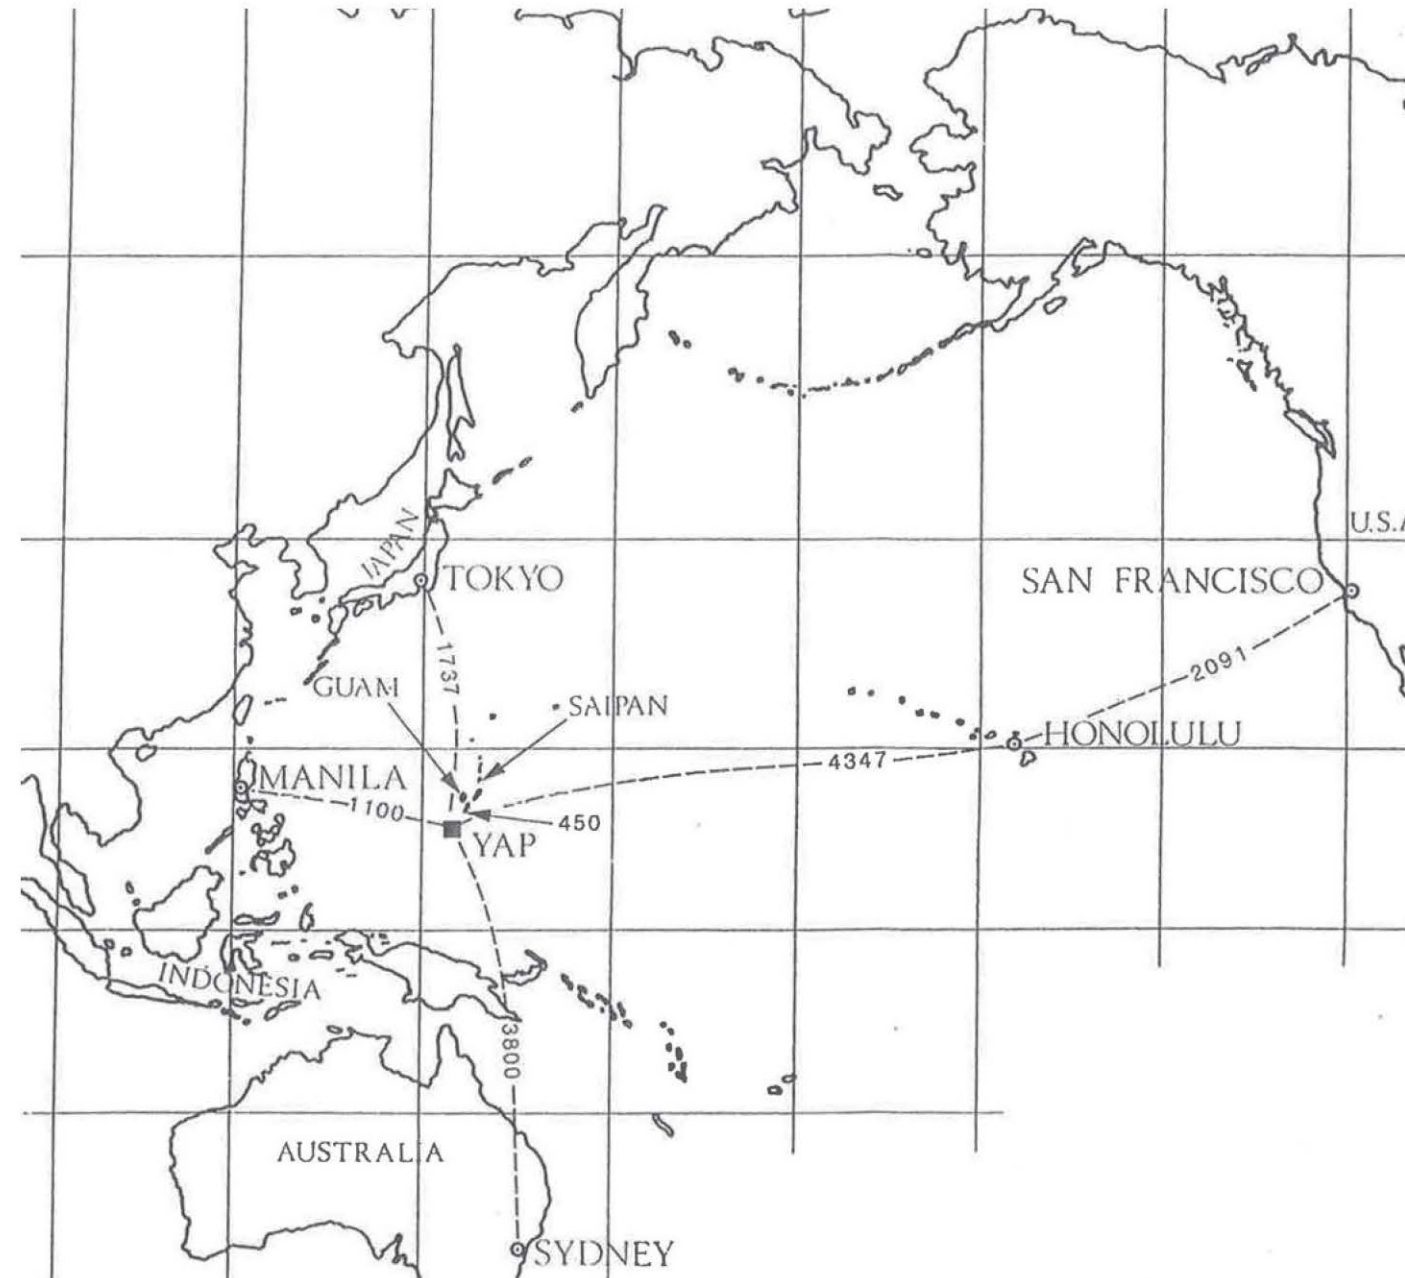 U.S.A
JAPAN
TOKYO
SAN FRANCISCO
1737
2091
GUAM
SAIPAN
HONOLULU
4347
MANILA
1100
450
YAP
INDONESIA
3800
AUSTRALIA
SYDNEY